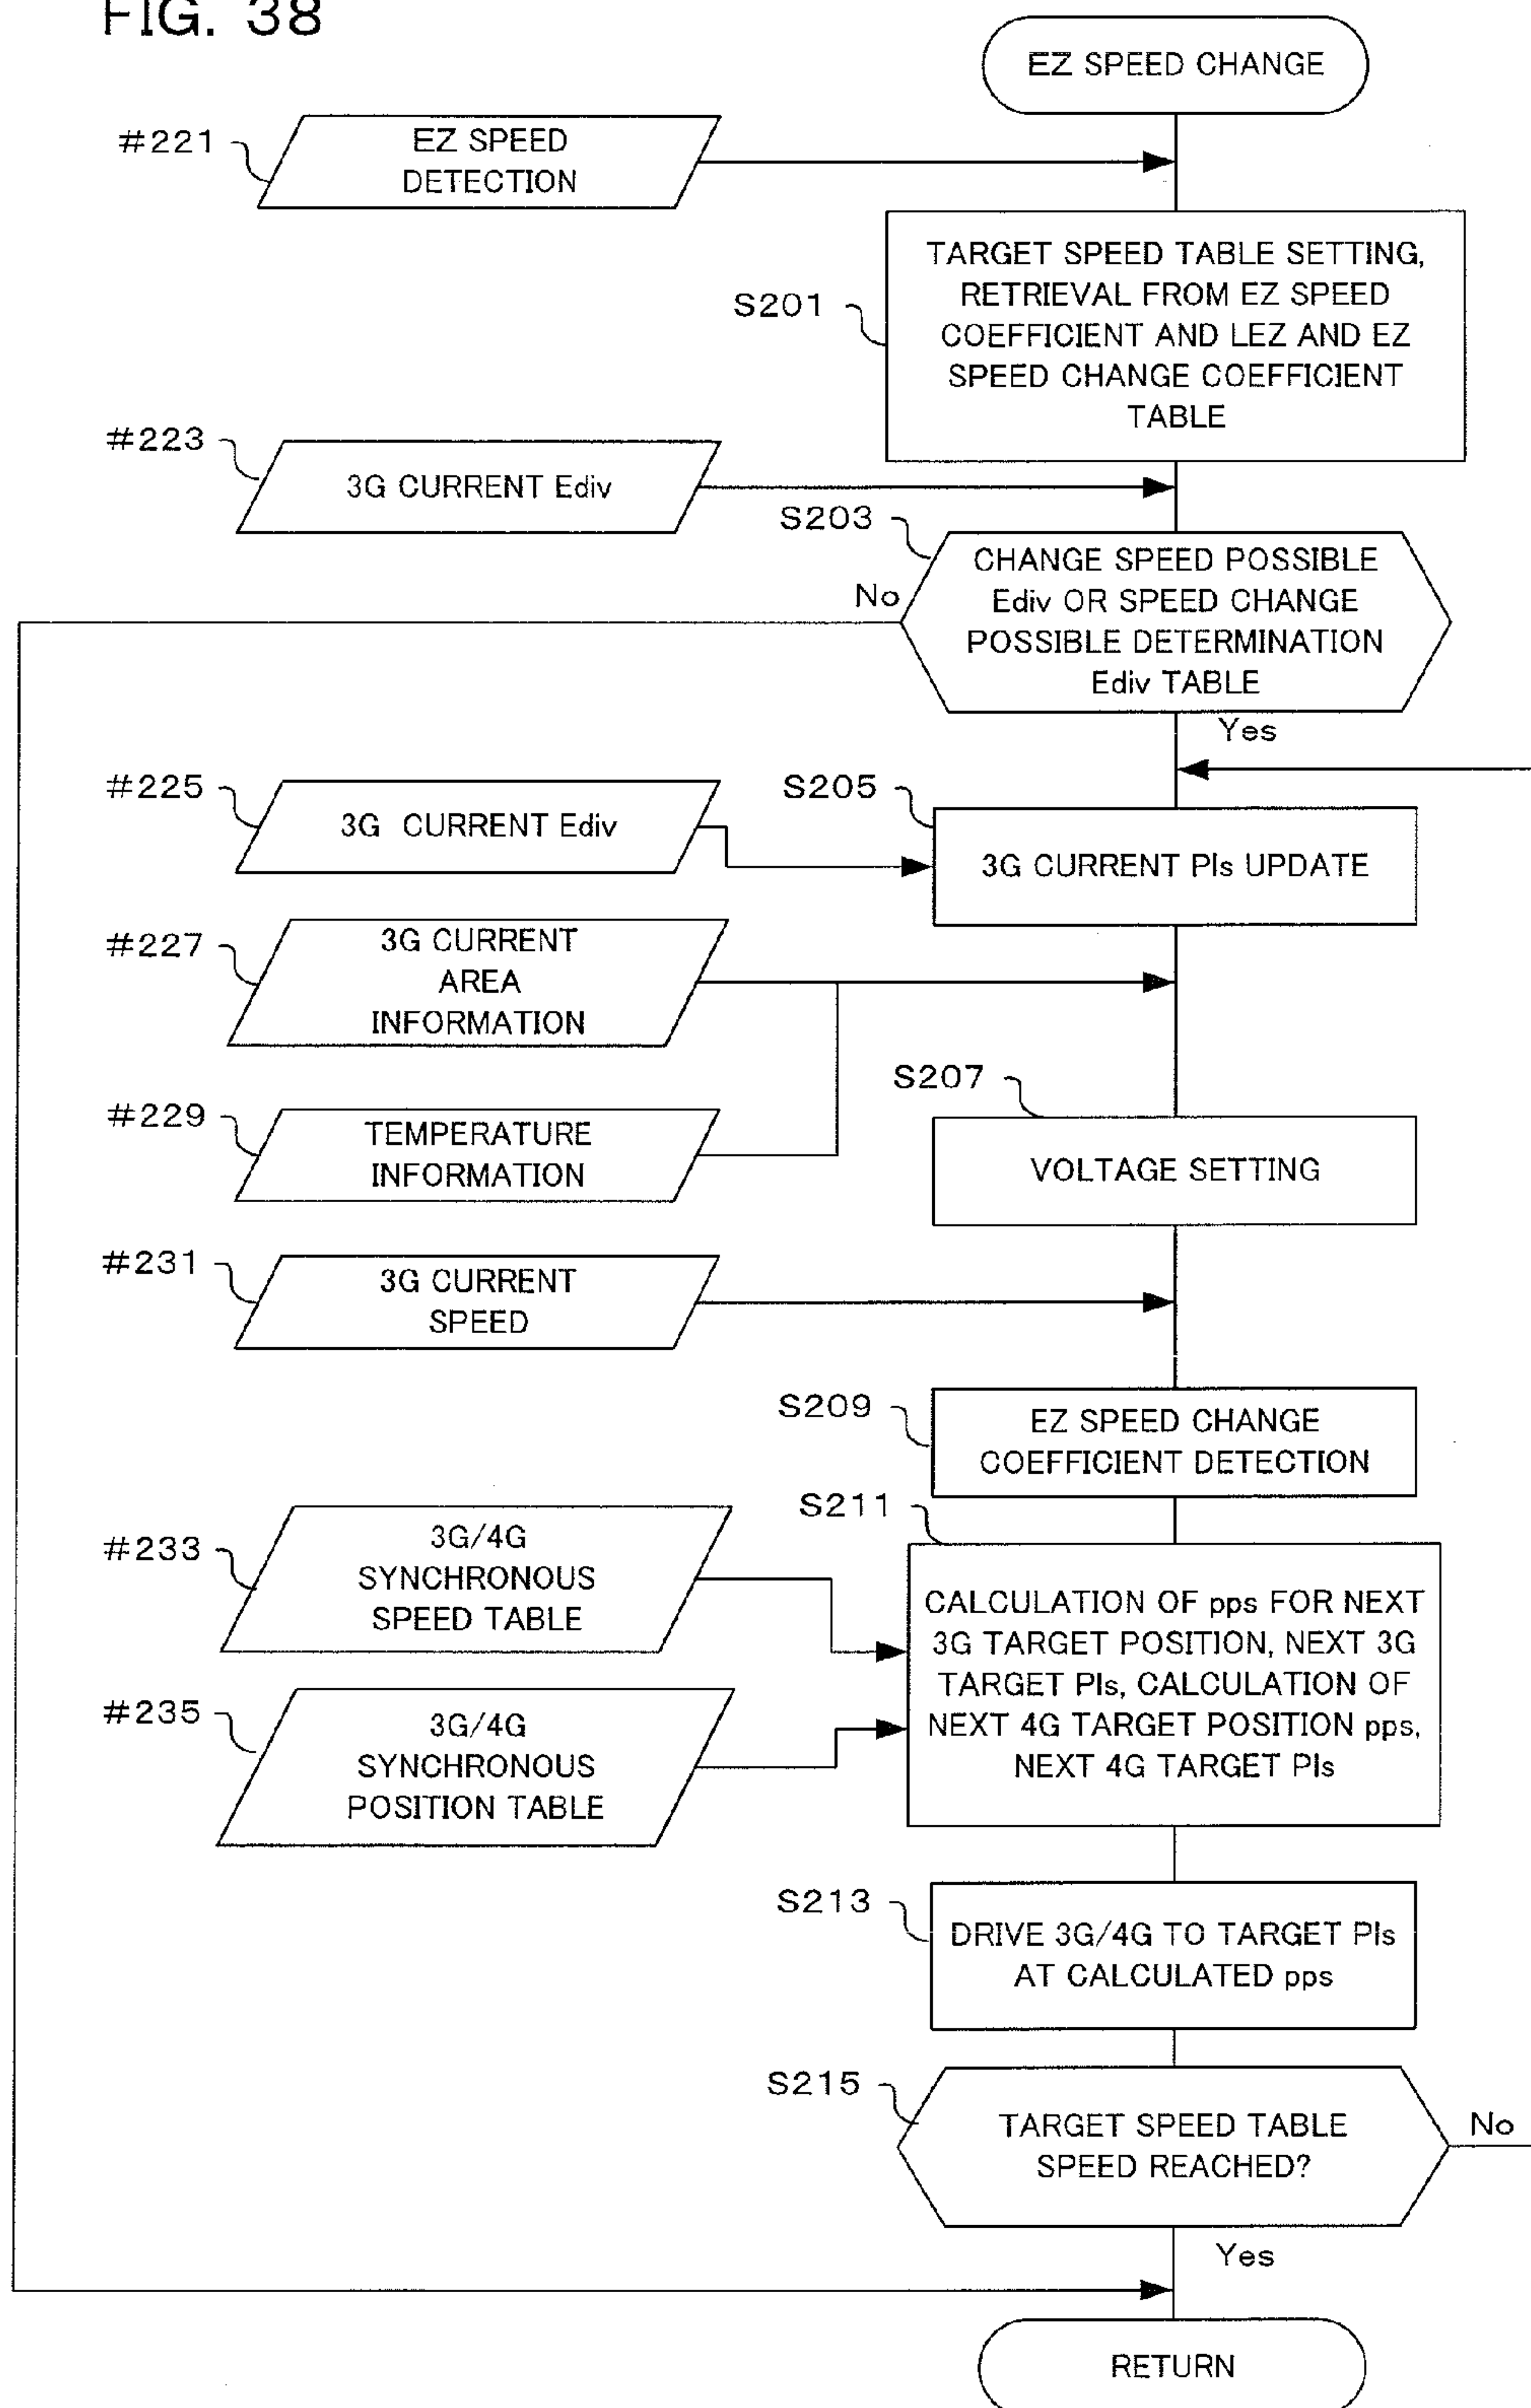 FIG. 38
EZ SPEED CHANGE
#221
EZ SPEED
DETECTION
S201
TARGET SPEED TABLE SETTING,
RETRIEVAL FROM EZ SPEED
COEFFICIENT AND LEZ AND EZ
SPEED CHANGE COEFFICIENT
TABLE
#223
3G CURRENT Ediv
S203
CHANGE SPEED POSSIBLE
Ediv OR SPEED CHANGE
POSSIBLE DETERMINATION
Ediv TABLE
No
Yes
#225
3G CURRENT Ediv
S205
3G CURRENT Pls UPDATE
#227
3G CURRENT
AREA
INFORMATION
S207
VOLTAGE SETTING
#229
TEMPERATURE
INFORMATION
#231
3G CURRENT
SPEED
S209
EZ SPEED CHANGE
COEFFICIENT DETECTION
S211
CALCULATION OF pps FOR NEXT
3G TARGET POSITION, NEXT 3G
TARGET Pls, CALCULATION OF
NEXT 4G TARGET POSITION pps,
NEXT 4G TARGET Pls
#233
3G/4G
SYNCHRONOUS
SPEED TABLE
#235
3G/4G
SYNCHRONOUS
POSITION TABLE
S213
DRIVE 3G/4G TO TARGET Pls
AT CALCULATED pps
S215
TARGET SPEED TABLE
SPEED REACHED?
No
Yes
RETURN